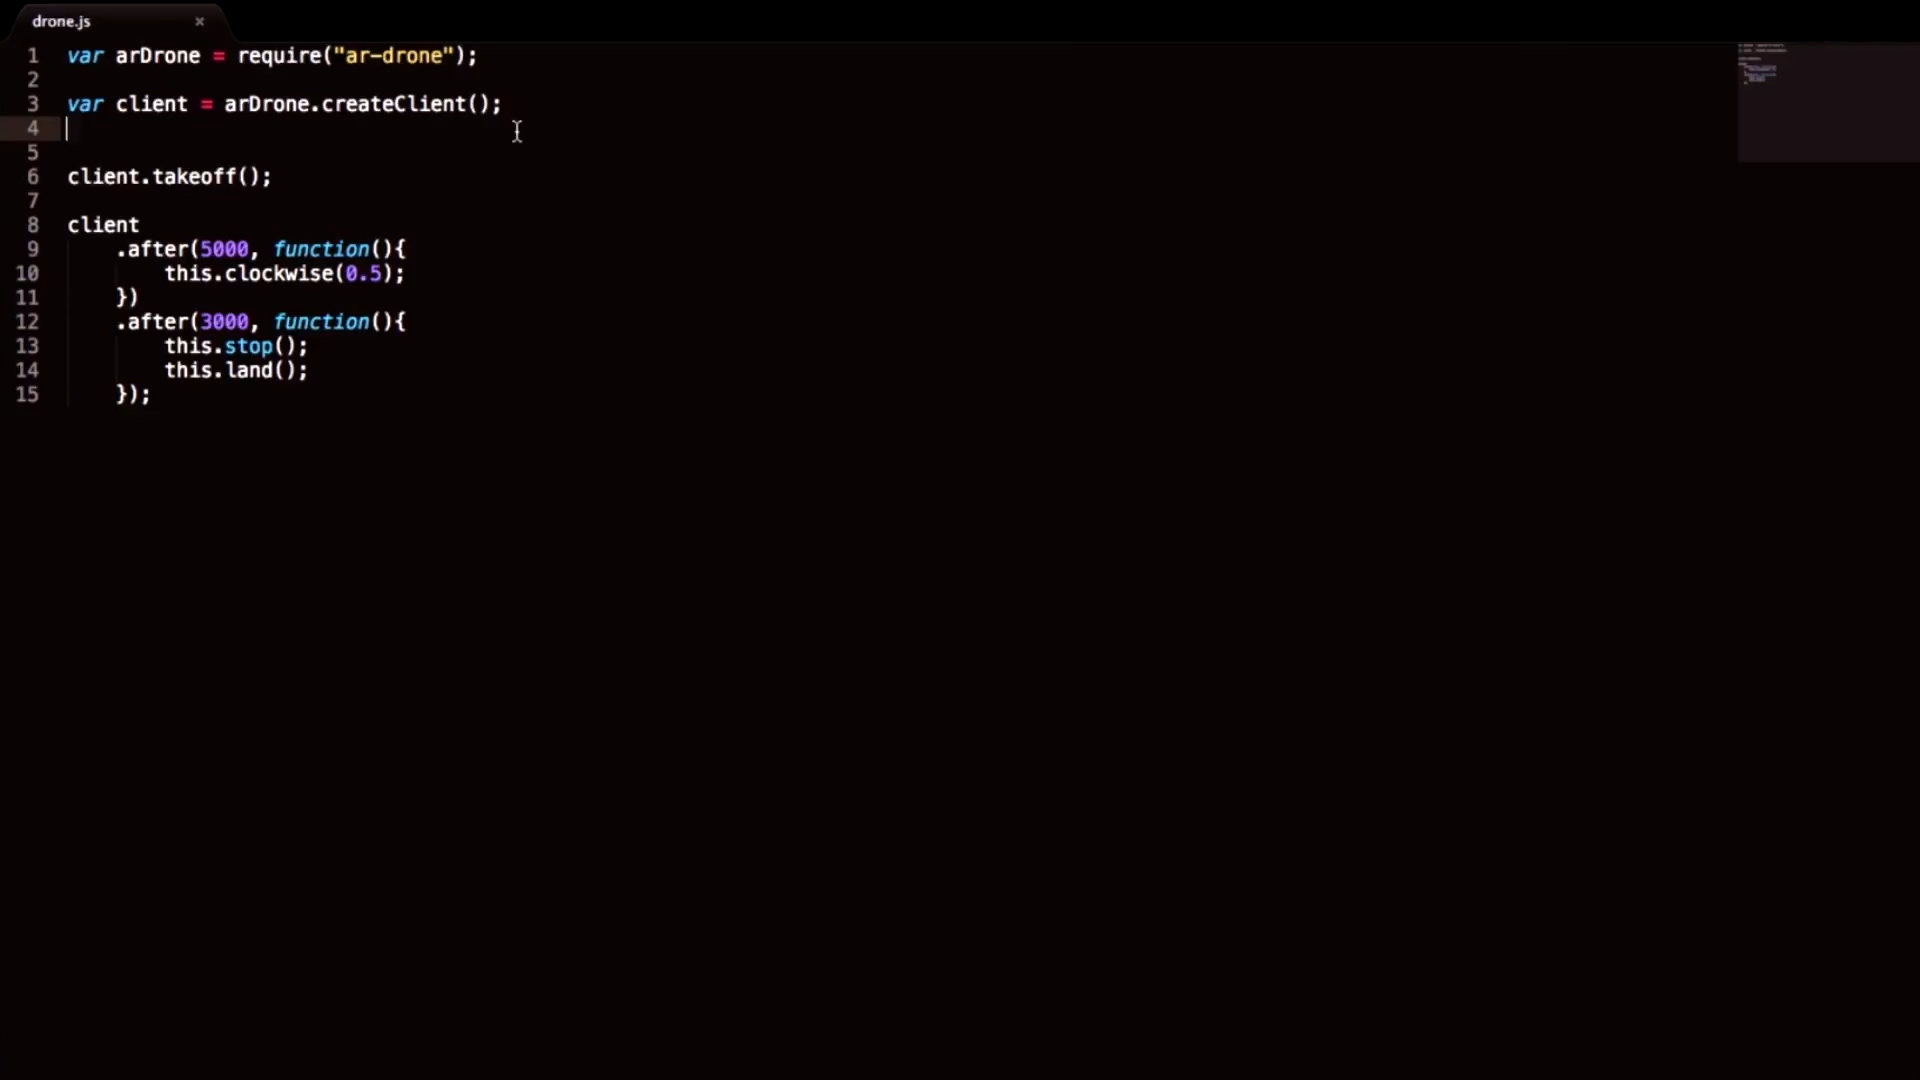 drone.js ×
1 var arDrone = require("ar-drone");
2
3 var client = arDrone.createClient();
4
5
6 client.takeoff();
7
8 client
9     .after(5000, function(){
10         this.clockwise(0.5);
11     })
12     .after(3000, function(){
13         this.stop();
14         this.land();
15     });